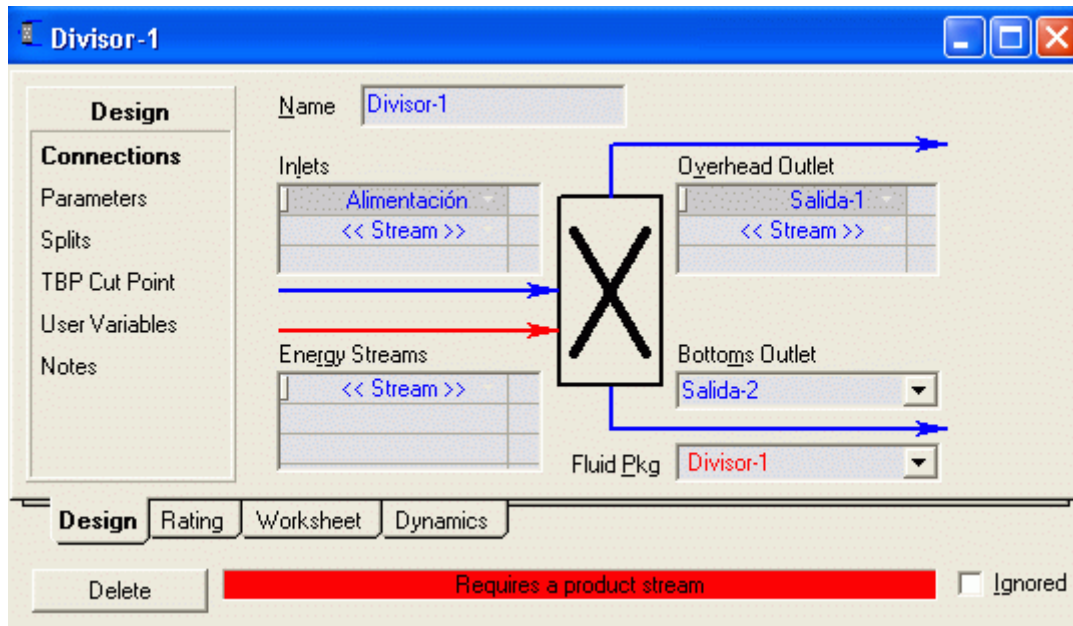 Divisor-1
Design
Connections
Parameters
Splits
TBP Cut Point
User Variables
Notes
Name Divisor-1
Inlets
Alimentación
<< Stream >>
Energy Streams
<< Stream >>
Overhead Outlet
Salida-1
<< Stream >>
Bottoms Outlet
Salida-2
Fluid Pkg Divisor-1
Design Rating Worksheet Dynamics
Delete Requires a product stream Ignored